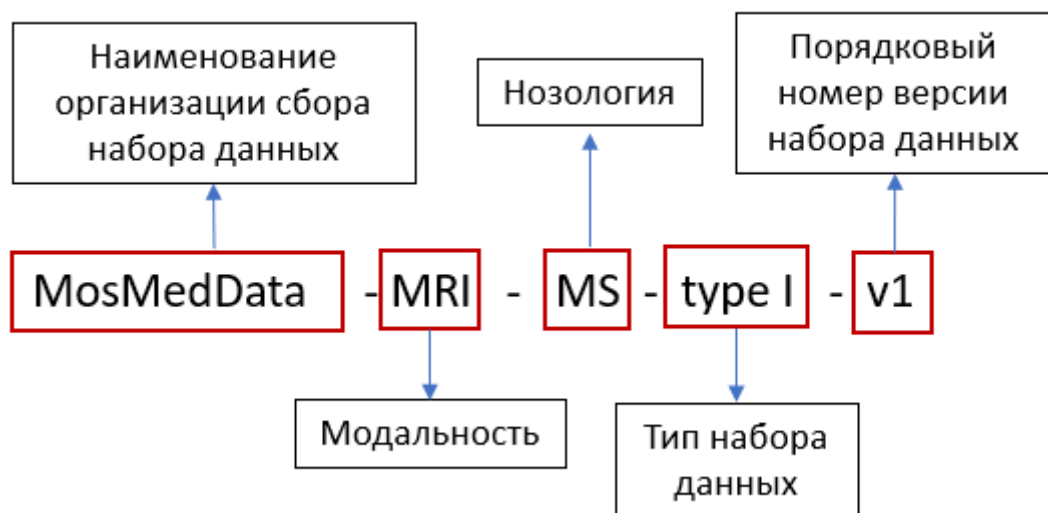 Наименование
организации сбора
набора данных
Нозология
Порядковый
номер версии
набора данных
MosMedData - MRI - MS - type I - v1
Модальность
Тип набора
данных